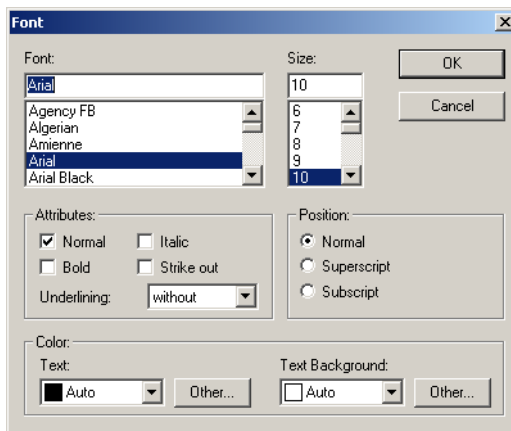 Font
Font:
Arial
Agency FB
Algerian
Amienne
Arial
Arial Black
Size:
10
6
7
8
9
10
OK
Cancel
Attributes:
Normal Italic
Bold Strike out
Underlining: without
Position:
Normal
Superscript
Subscript
Color:
Text: Text Background:
Auto Other... Auto Other...